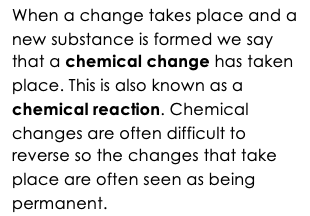 When a change takes place and a
new substance is formed we say
that a chemical change has taken
place. This is also known as a
chemical reaction. Chemical
changes are often difficult to
reverse so the changes that take
place are often seen as being
permanent.